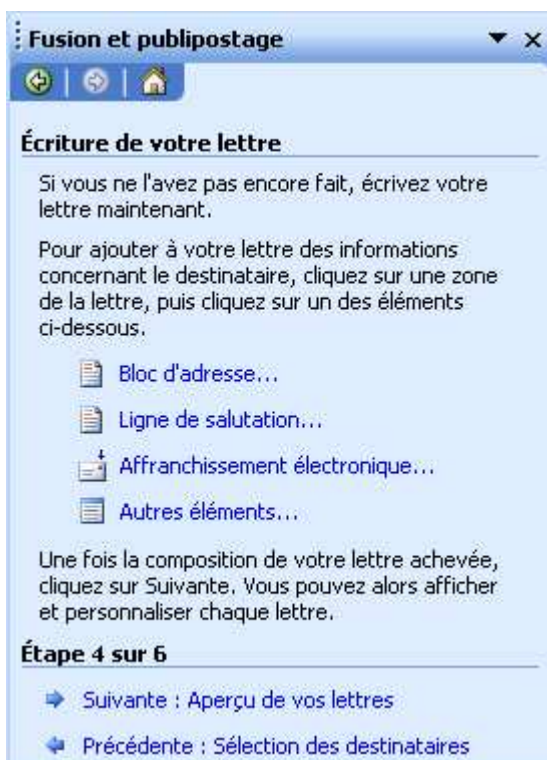 Fusion et publipostage
Écriture de votre lettre
Si vous ne l'avez pas encore fait, écrivez votre
lettre maintenant.
Pour ajouter à votre lettre des informations
concernant le destinataire, cliquez sur une zone
de la lettre, puis cliquez sur un des éléments
ci-dessous.
Bloc d'adresse...
Ligne de salutation...
Affranchissement électronique...
Autres éléments...
Une fois la composition de votre lettre achevée,
cliquez sur Suivante. Vous pouvez alors afficher
et personnaliser chaque lettre.
Étape 4 sur 6
Suivante : Aperçu de vos lettres
Précédente : Sélection des destinataires